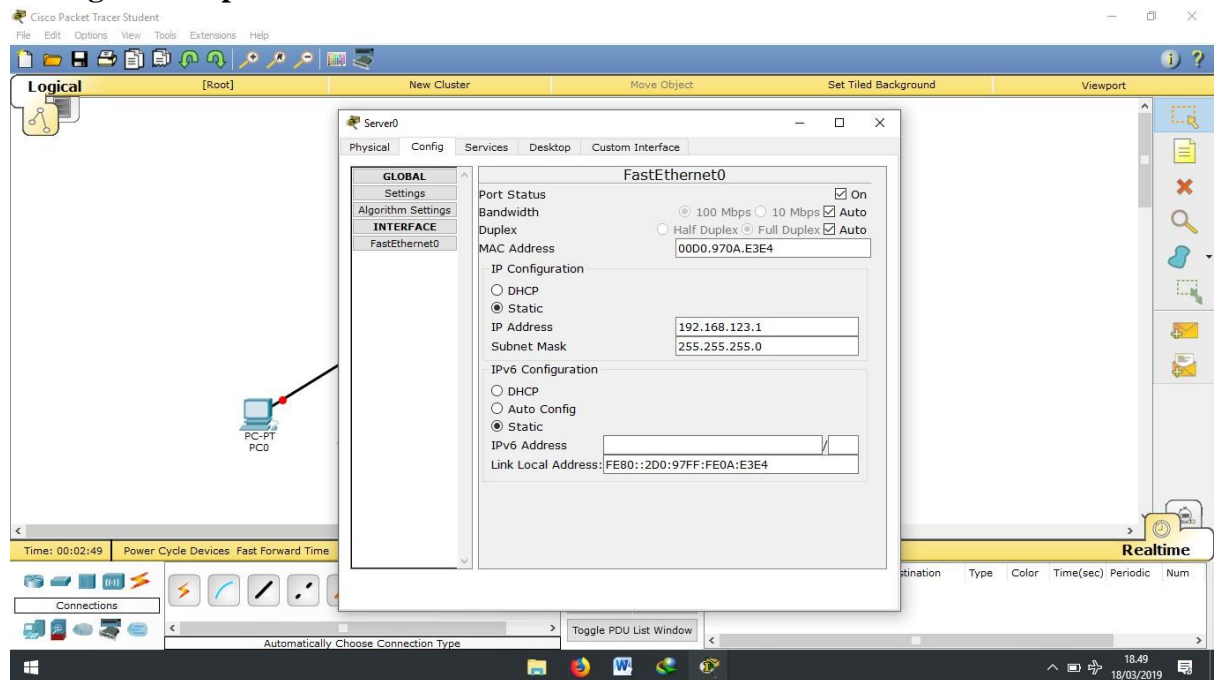 Cisco Packet Tracer Student
File Edit Options View Tools Extensions Help
Logical [Root] New Cluster Move Object Set Tiled Background Viewport
Server0
Physical Config Services Desktop Custom Interface
GLOBAL
Settings
Algorithm Settings
INTERFACE
FastEthernet0
FastEthernet0
Port Status On
Bandwidth 100 Mbps 10 Mbps Auto
Duplex Half Duplex Full Duplex Auto
MAC Address 00D0.970A.E3E4
IP Configuration
DHCP
Static
IP Address 192.168.123.1
Subnet Mask 255.255.255.0
IPv6 Configuration
DHCP
Auto Config
Static
IPv6 Address /
Link Local Address: FE80::2D0:97FF:FE0A:E3E4
PC-PT
PC0
Time: 00:02:49 Power Cycle Devices Fast Forward Time Realtime
Type Color Time(sec) Periodic Num
Connections
Automatically Choose Connection Type
Toggle PDU List Window
18.49
18/03/2019